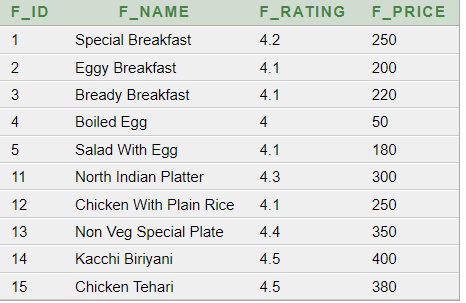 F_ID F_NAME F_RATING F_PRICE
1 Special Breakfast 4.2 250
2 Eggy Breakfast 4.1 200
3 Bready Breakfast 4.1 220
4 Boiled Egg 4 50
5 Salad With Egg 4.1 180
11 North Indian Platter 4.3 300
12 Chicken With Plain Rice 4.1 250
13 Non Veg Special Plate 4.4 350
14 Kacchi Biriyani 4.5 400
15 Chicken Tehari 4.5 380